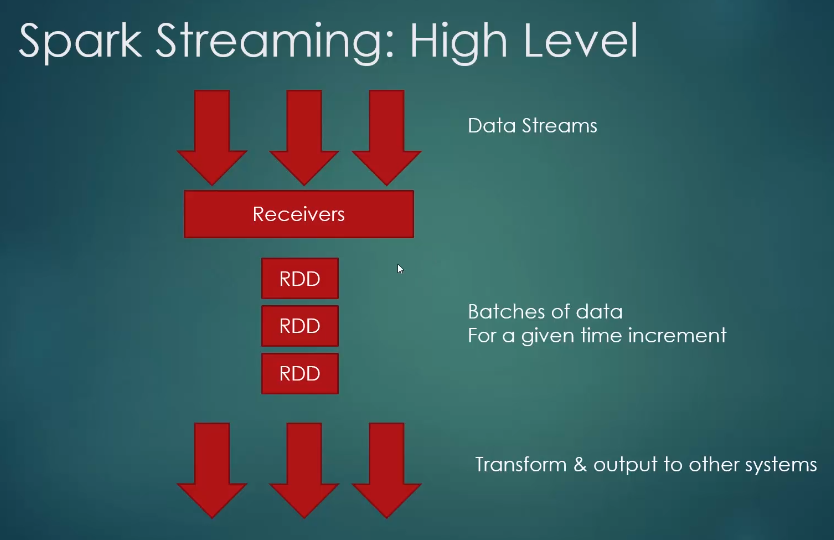 Spark Streaming: High Level
Data Streams
Receivers
RDD
RDD
RDD
Batches of data
For a given time increment
Transform & output to other systems